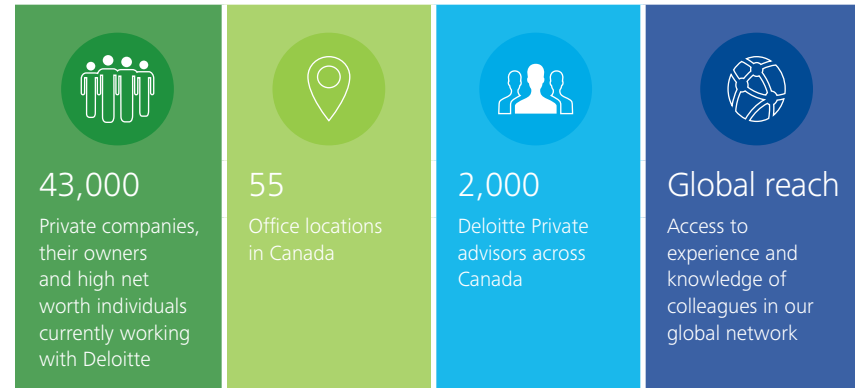 43,000
Private companies,
their owners
and high net
worth individuals
currently working
with Deloitte
55
Office locations
in Canada
2,000
Deloitte Private
advisors across
Canada
Global reach
Access to
experience and
knowledge of
colleagues in our
global network